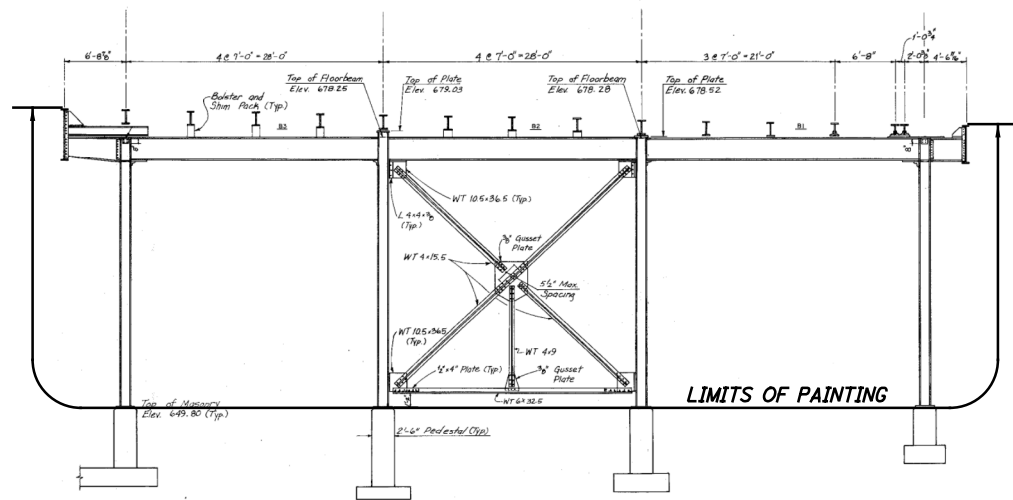 6'-8⅞"
4 @ 7'-0" = 28'-0"
4 @ 7'-0" = 28'-0"
3 @ 7'-0" = 21'-0"
6'-8"
1'-0¾"
4'-6⅞"
Bolster and
Shim Pack (Typ.)
Top of Floorbeam
Elev. 678.25
Top of Plate
Elev. 679.03
Top of Floorbeam
Elev. 678.28
Top of Plate
Elev. 678.52
B3
B2
B1
WT 10.5×36.5 (Typ.)
L 4×4×⅜
(Typ.)
⅜" Gusset
Plate
WT 4×15.5
5½" Max.
Spacing
WT 10.5×36.5
(Typ.)
WT 4×9
½"×4" Plate (Typ.)
⅜" Gusset
Plate
WT 6×32.5
LIMITS OF PAINTING
Top of Masonry
Elev. 649.80 (Typ.)
2'-6" Pedestal (Typ.)